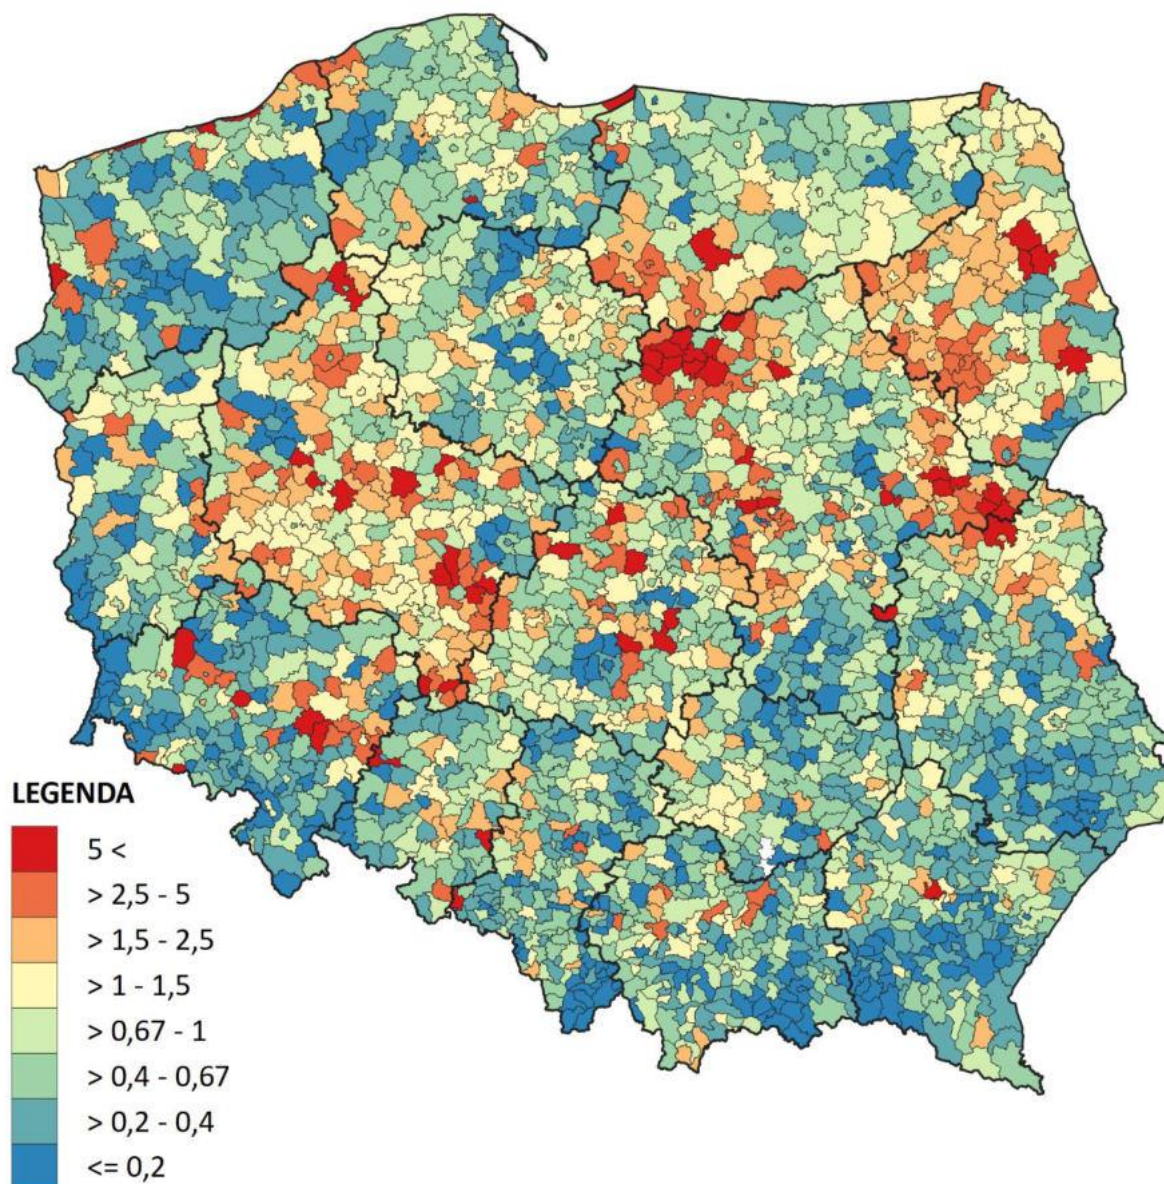 LEGENDA
5 <
> 2,5 - 5
> 1,5 - 2,5
> 1 - 1,5
> 0,67 - 1
> 0,4 - 0,67
> 0,2 - 0,4
<= 0,2